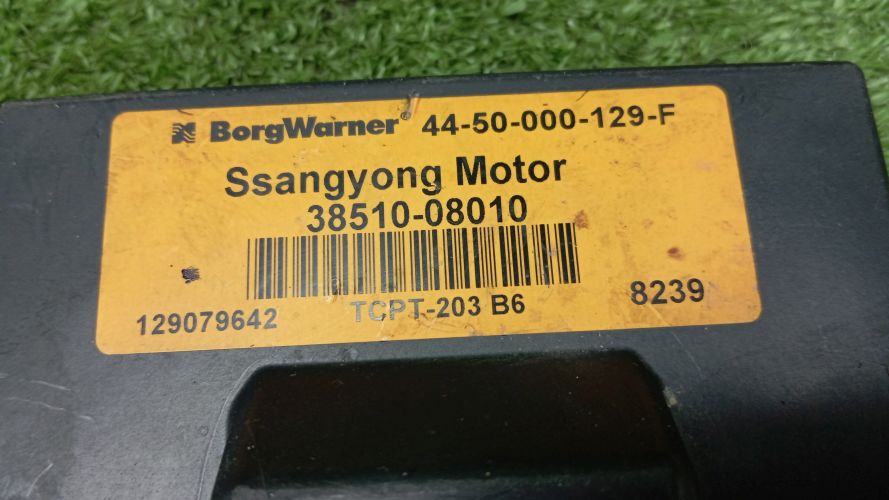 BorgWarner® 44-50-000-129-F
Ssangyong Motor
38510-08010
129079642 TCPT-203 B6 8239